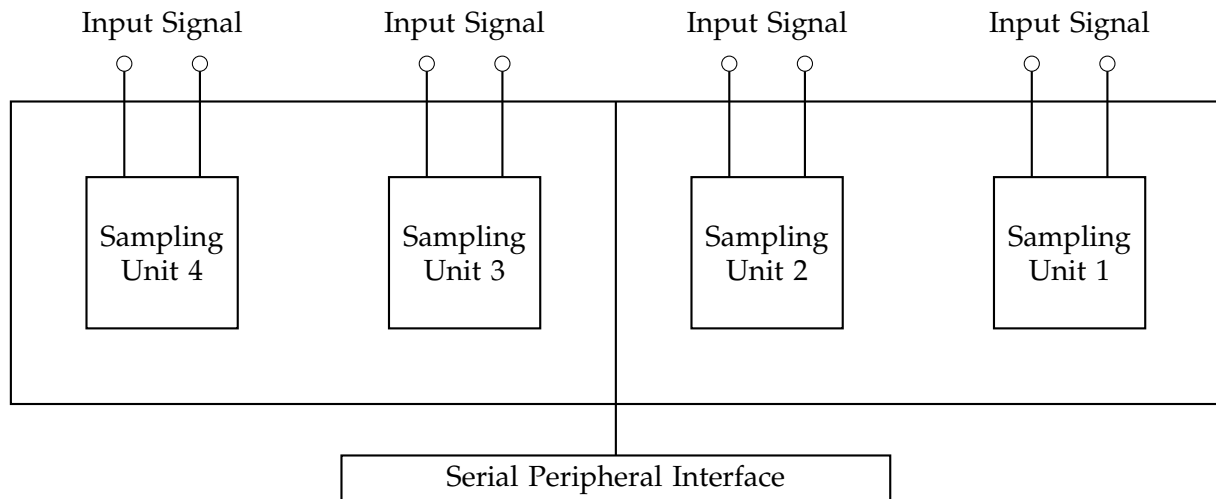 Input Signal
Input Signal
Input Signal
Input Signal
Sampling
Unit 4
Sampling
Unit 3
Sampling
Unit 2
Sampling
Unit 1
Serial Peripheral Interface